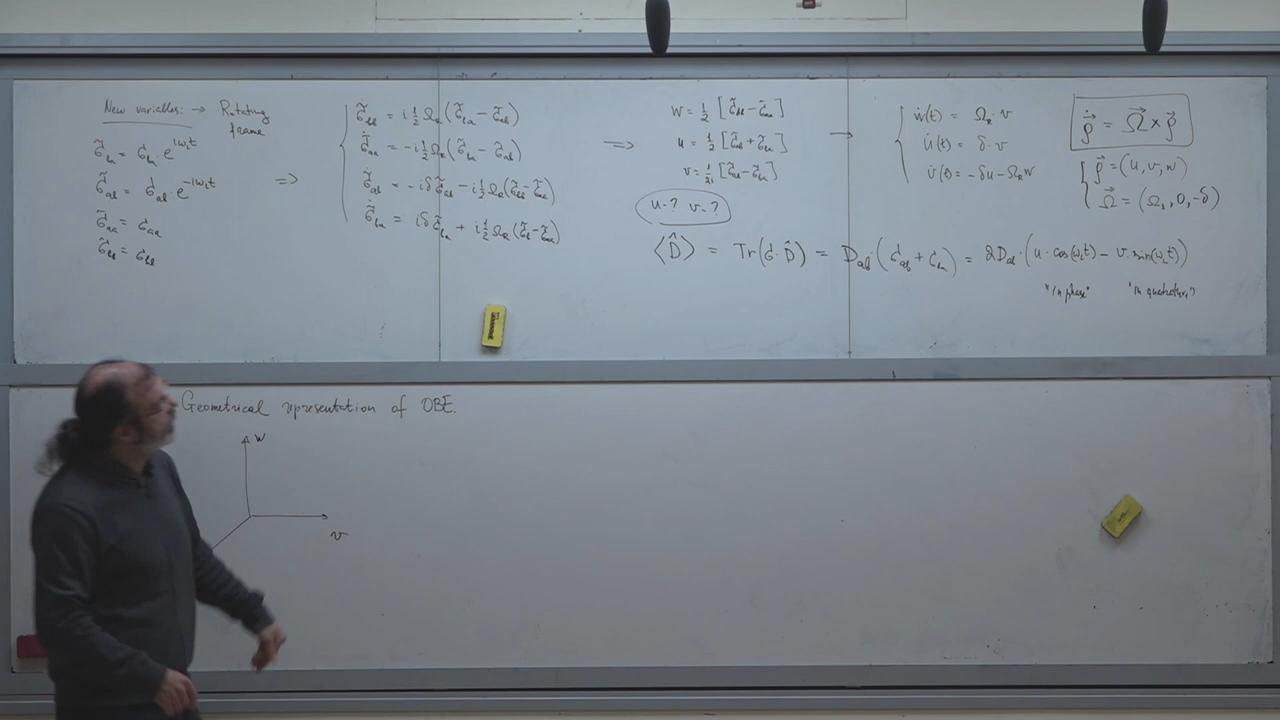 New variables: → Rotating
frame
σ̃_ba = σ_ba · e^{iω_L t}
σ̃_ab = σ_ab · e^{-iω_L t}
σ̃_aa = σ_aa
σ̃_bb = σ_bb
⇒
σ̃̇_bb = i ½ Ω_R (σ̃_ba − σ̃_ab)
σ̃̇_aa = −i ½ Ω_R (σ̃_ba − σ̃_ab)
σ̃̇_ab = −iδ σ̃_ab − i ½ Ω_R (σ̃_bb − σ̃_aa)
σ̃̇_ba = iδ σ̃_ba + i ½ Ω_R (σ̃_bb − σ̃_aa)
⇒
w = ½ [σ̃_bb − σ̃_aa]
u = ½ [σ̃_ab + σ̃_ba]
v = 1/2i [σ̃_ab − σ̃_ba]
→
ẇ(t) = Ω_R v
u̇(t) = δ · v
v̇(t) = −δu − Ω_R w
ρ⃗̇ = Ω⃗ × ρ⃗
ρ⃗ = (u, v, w)
Ω⃗ = (Ω_R, 0, −δ)
u - ? v - ?
⟨D̂⟩ = Tr(σ̂ · D̂) = D_ab (σ_ab + σ_ba) = 2D_ab · (u · cos(ω_L t) − v · sin(ω_L t))
"in phase" "in quadrature"
Geometrical representation of OBE.
w
v